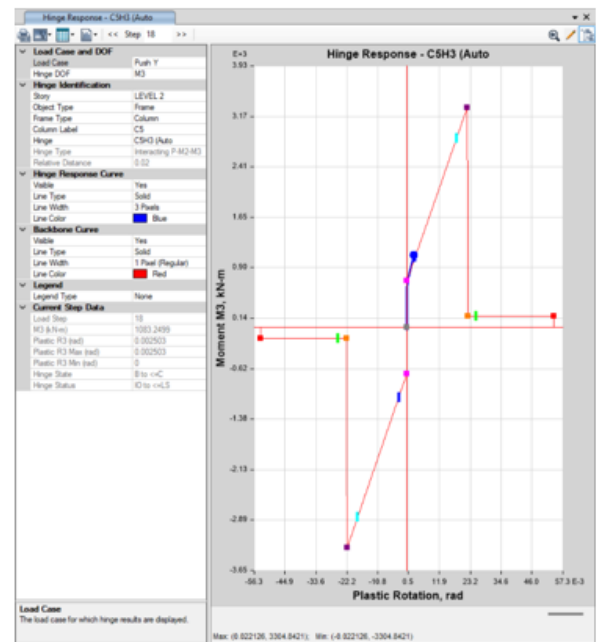 Hinge Response - C5H3 (Auto
<< Step 18 >>
Load Case and DOF
Load Case Push Y
Hinge DOF M3
Hinge Identification
Story LEVEL 2
Object Type Frame
Frame Type Column
Column Label C5
Hinge C5H3 (Auto
Hinge Type Interacting P-M2-M3
Relative Distance 0.02
Hinge Response Curve
Visible Yes
Line Type Solid
Line Width 3 Pixels
Line Color Blue
Backbone Curve
Visible Yes
Line Type Solid
Line Width 1 Pixel (Regular)
Line Color Red
Legend
Legend Type None
Current Step Data
Load Step 18
M3 (kN-m) 1083.2499
Plastic R3 (rad) 0.002503
Plastic R3 Max (rad) 0.002503
Plastic R3 Min (rad) 0
Hinge State B to <=C
Hinge Status IO to <=LS
Load Case
The load case for which hinge results are displayed.
Hinge Response - C5H3 (Auto
E+3
3.93
3.17
2.41
1.65
0.90
0.14
-0.62
-1.38
-2.13
-2.89
-3.65
Moment M3, kN-m
-56.3 -44.9 -33.6 -22.2 -10.8 0.5 11.9 23.2 34.6 46.0 57.3 E-3
Plastic Rotation, rad
Max: (0.022126, 3304.8421); Min: (-0.022126, -3304.8421)